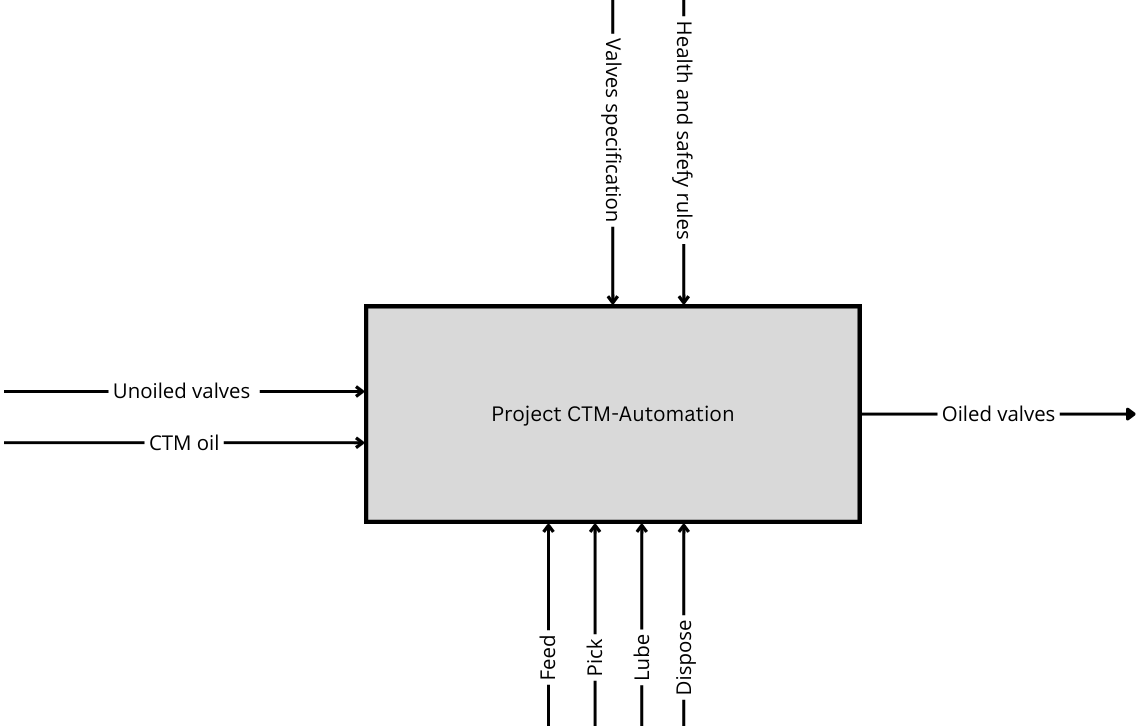 Valves specification
Health and safefy rules
Unoiled valves
CTM oil
Project CTM-Automation
Oiled valves
Feed
Pick
Lube
Dispose